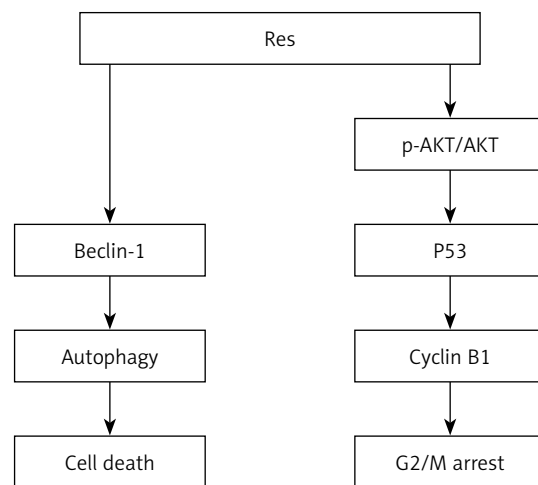 Res
p-AKT/AKT
Beclin-1
P53
Autophagy
Cyclin B1
Cell death
G2/M arrest